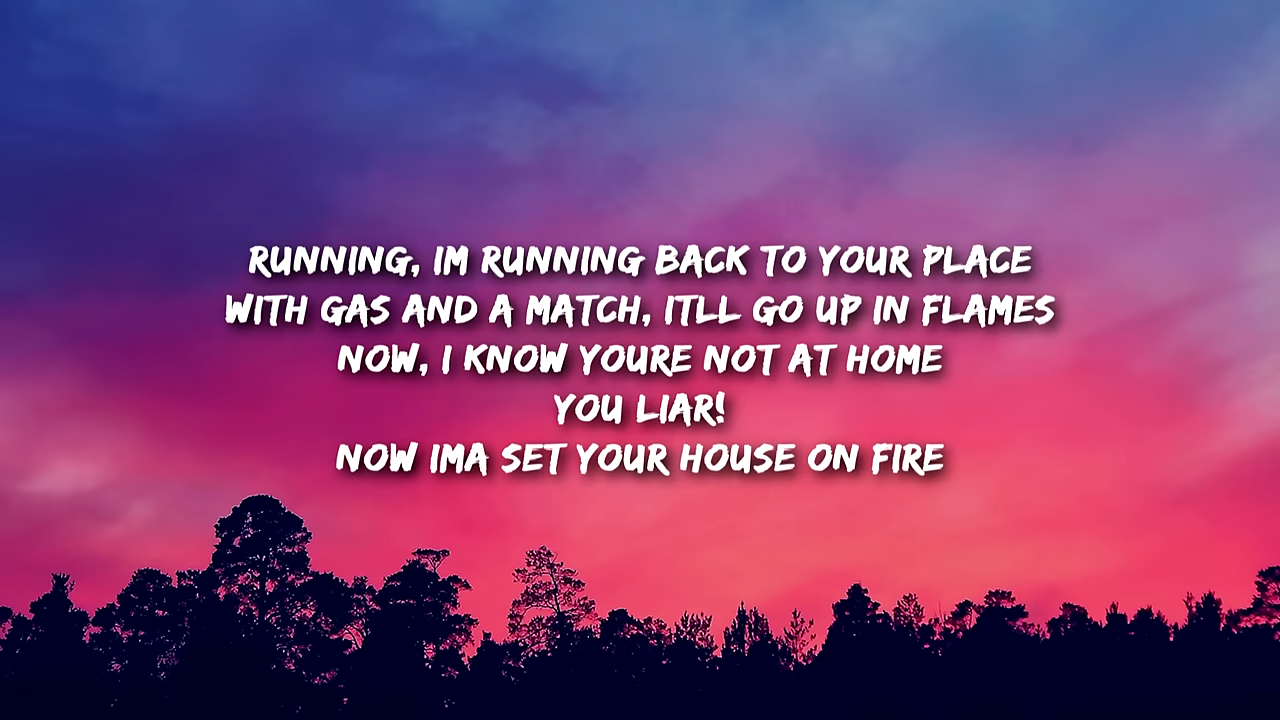 RUNNING, IM RUNNING BACK TO YOUR PLACE
WITH GAS AND A MATCH, ITLL GO UP IN FLAMES
NOW, I KNOW YOURE NOT AT HOME
YOU LIAR!
NOW IMA SET YOUR HOUSE ON FIRE